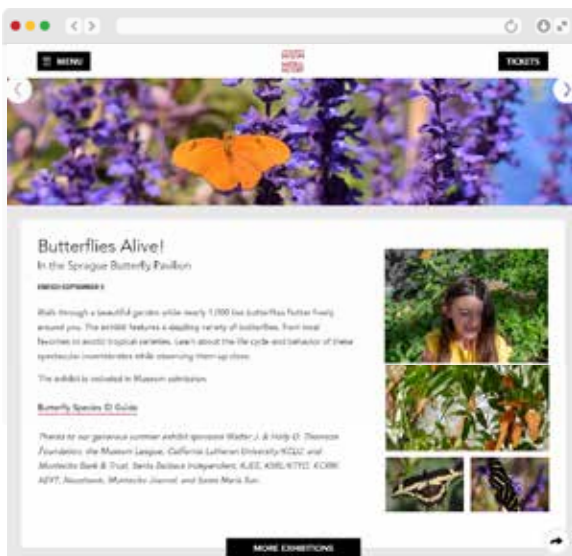 MENU
TICKETS
Butterflies Alive!
In the Sprague Butterfly Pavilion
ENDED SEPTEMBER 5
Walk through a beautiful garden while nearly 1,000 live butterflies flutter freely
around you. The exhibit features a dazzling variety of butterflies, from local
favorites to exotic tropical varieties. Learn about the life cycle and behavior of these
spectacular invertebrates while observing them up close.
The exhibit is included in Museum admission.
Butterfly Species ID Guide
Thanks to our generous summer exhibit sponsors Walter J. & Holly O. Thomson
Foundation, the Museum League, California Lutheran University/KCLU, and
Montecito Bank & Trust, Santa Barbara Independent, KJEE, KMS/KTYD,
KEYT, Noozhawk, Montecito Journal, and Santa Maria Sun.
MORE EXHIBITIONS